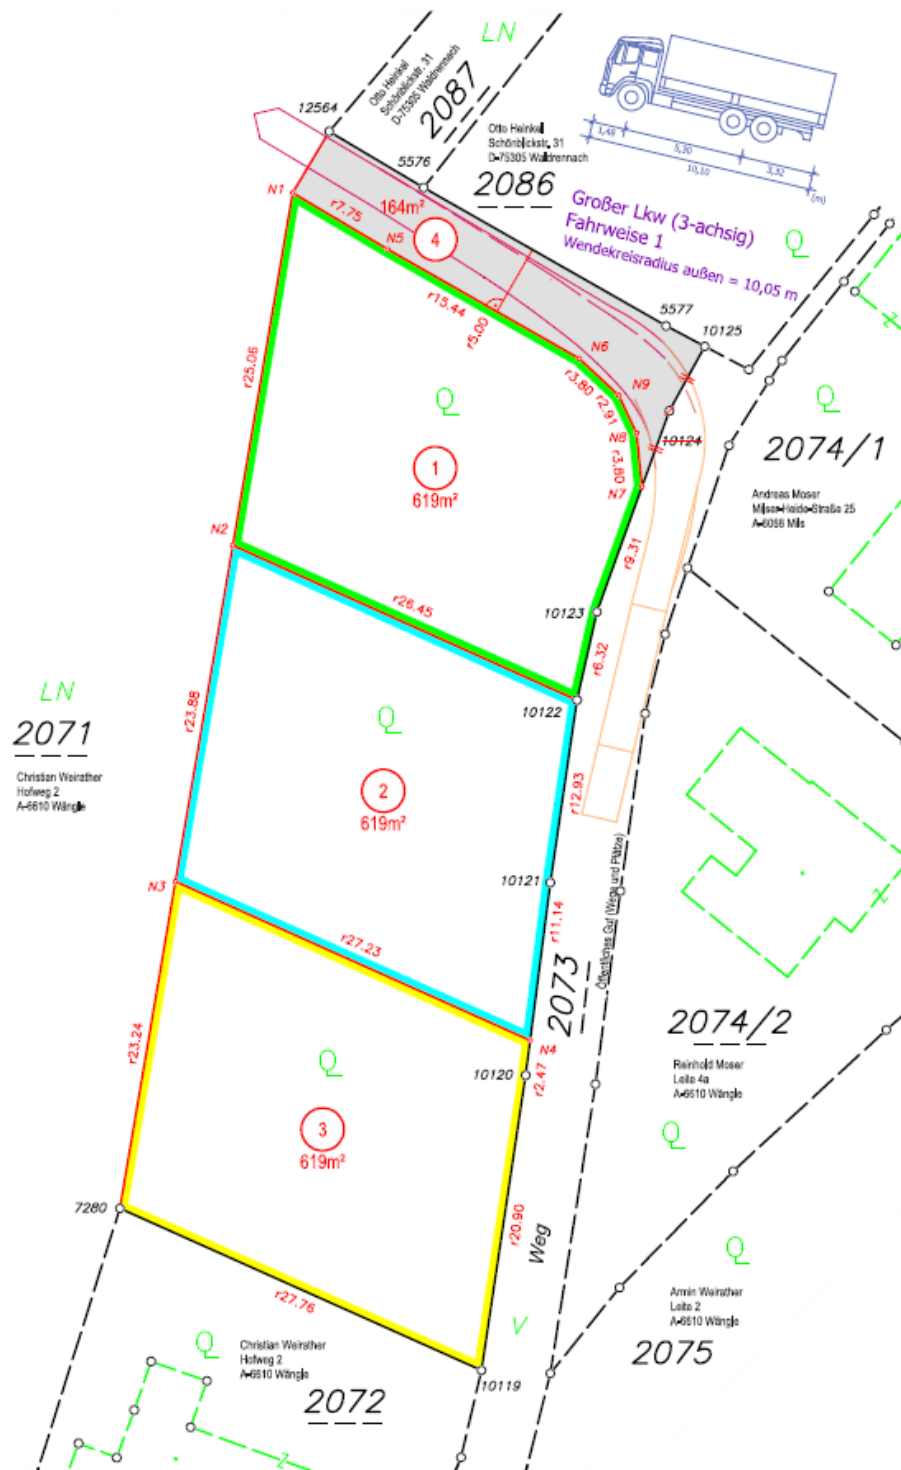 LN
Otto Heinkel
Schönblickstr. 31
D-75305 Waldrennach
2087
12564
Otto Heinkel
Schönblickstr. 31
D-75305 Waldrennach
2086
5576
1,48
5,30
3,32
10,10
(m)
Großer Lkw (3-achsig)
Fahrweise 1
Wendekreisradius außen = 10,05 m
Q
N1
r7.75
164m²
4
N5
r15.44
r5.00
5577
10125
N6
N9
r3.80
r2.91
N8
10124
r3.80
N7
Z
Q
2074/1
Andreas Moser
Milser-Heide-Straße 25
A-6068 Mils
r25.06
Q
1
619m²
N2
r9.31
r26.45
10123
r6.32
10122
LN
2071
Christian Weirather
Hofweg 2
A-6610 Wängle
r23.88
Q
2
619m²
r12.93
Öffentliches Gut (Wege und Plätze)
10121
N3
r11.14
r27.23
2073
Z
2074/2
Reinhold Moser
Leite 4a
A-6610 Wängle
N4
10120
r2.47
r23.24
Q
3
619m²
Q
7280
r20.90
Weg
Q
r27.76
V
Armin Weirather
Leite 2
A-6610 Wängle
2075
Q
Christian Weirather
Hofweg 2
A-6610 Wängle
2072
10119
Z